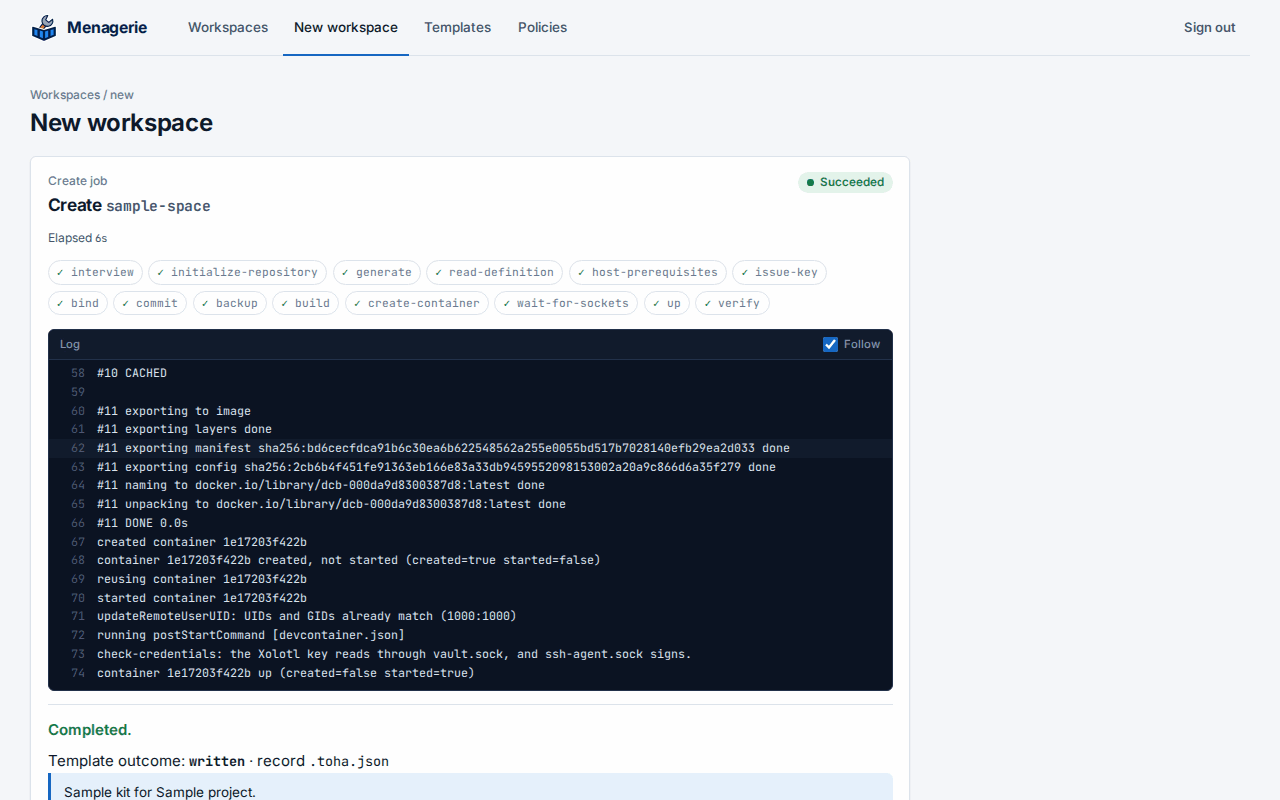 Menagerie
Workspaces
New workspace
Templates
Policies
Sign out
Workspaces / new
New workspace
Create job
Succeeded
Create sample-space
Elapsed 6s
✓ interview ✓ initialize-repository ✓ generate ✓ read-definition ✓ host-prerequisites ✓ issue-key
✓ bind ✓ commit ✓ backup ✓ build ✓ create-container ✓ wait-for-sockets ✓ up ✓ verify
Log
Follow
58 #10 CACHED
59
60 #11 exporting to image
61 #11 exporting layers done
62 #11 exporting manifest sha256:bd6cecfdca91b6c30ea6b622548562a255e0055bd517b7028140efb29ea2d033 done
63 #11 exporting config sha256:2cb6b4f451fe91363eb166e83a33db9459552098153002a20a9c866d6a35f279 done
64 #11 naming to docker.io/library/dcb-000da9d8300387d8:latest done
65 #11 unpacking to docker.io/library/dcb-000da9d8300387d8:latest done
66 #11 DONE 0.0s
67 created container 1e17203f422b
68 container 1e17203f422b created, not started (created=true started=false)
69 reusing container 1e17203f422b
70 started container 1e17203f422b
71 updateRemoteUserUID: UIDs and GIDs already match (1000:1000)
72 running postStartCommand [devcontainer.json]
73 check-credentials: the Xolotl key reads through vault.sock, and ssh-agent.sock signs.
74 container 1e17203f422b up (created=false started=true)
Completed.
Template outcome: written · record .toha.json
Sample kit for Sample project.